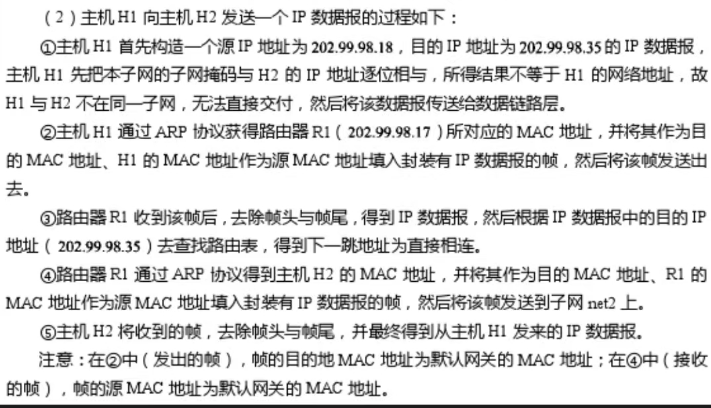 （2）主机 H1 向主机 H2 发送一个 IP 数据报的过程如下：
①主机 H1 首先构造一个源 IP 地址为 202.99.98.18，目的 IP 地址为 202.99.98.35 的 IP 数据报，
主机 H1 先把本子网的子网掩码与 H2 的 IP 地址逐位相与，所得结果不等于 H1 的网络地址，故
H1 与 H2 不在同一子网，无法直接交付，然后将该数据报传送给数据链路层。
②主机 H1 通过 ARP 协议获得路由器 R1（202.99.98.17）所对应的 MAC 地址，并将其作为目
的 MAC 地址、H1 的 MAC 地址作为源 MAC 地址填入封装有 IP 数据报的帧，然后将该帧发送出
去。
③路由器 R1 收到该帧后，去除帧头与帧尾，得到 IP 数据报，然后根据 IP 数据报中的目的 IP
地址（202.99.98.35）去查找路由表，得到下一跳地址为直接相连。
④路由器 R1 通过 ARP 协议得到主机 H2 的 MAC 地址，并将其作为目的 MAC 地址、R1 的
MAC 地址作为源 MAC 地址填入封装有 IP 数据报的帧，然后将该帧发送到子网 net2 上。
⑤主机 H2 将收到的帧，去除帧头与帧尾，并最终得到从主机 H1 发来的 IP 数据报。
注意：在②中（发出的帧），帧的目的地 MAC 地址为默认网关的 MAC 地址；在④中（接收
的帧），帧的源 MAC 地址为默认网关的 MAC 地址。